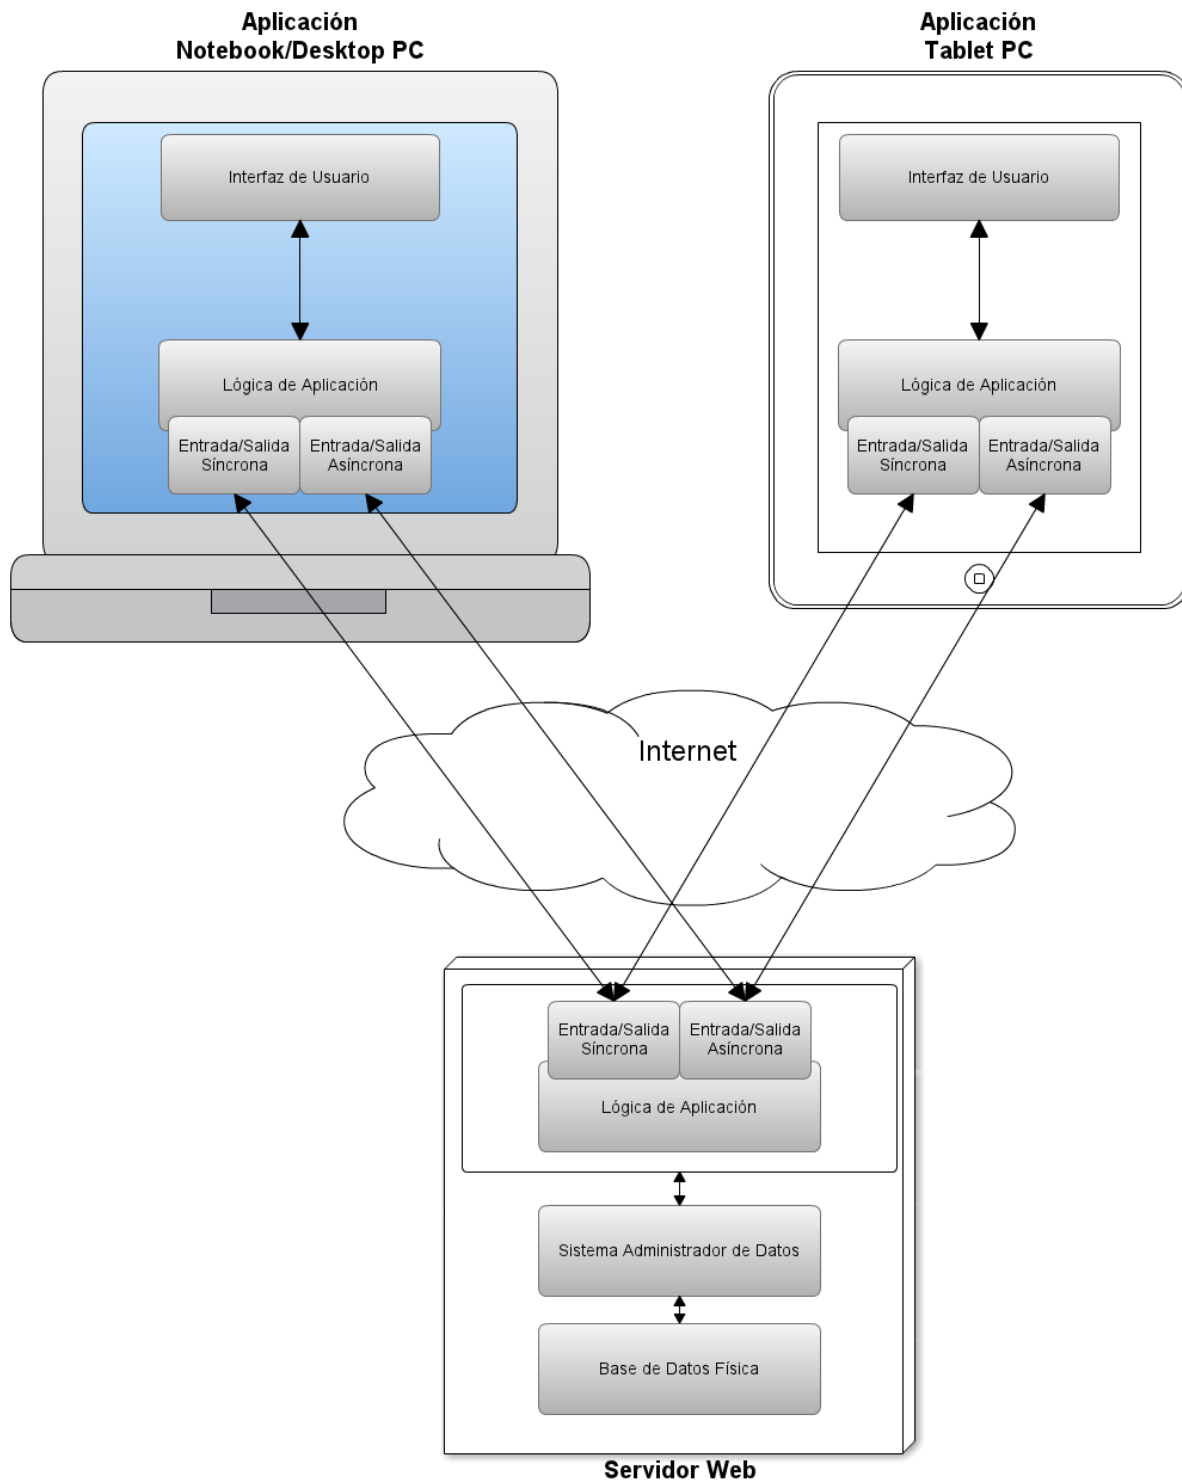 Aplicación
Notebook/Desktop PC
Interfaz de Usuario
Lógica de Aplicación
Entrada/Salida
Síncrona
Entrada/Salida
Asíncrona
Aplicación
Tablet PC
Interfaz de Usuario
Lógica de Aplicación
Entrada/Salida
Síncrona
Entrada/Salida
Asíncrona
Internet
Entrada/Salida
Síncrona
Entrada/Salida
Asíncrona
Lógica de Aplicación
Sistema Administrador de Datos
Base de Datos Física
Servidor Web